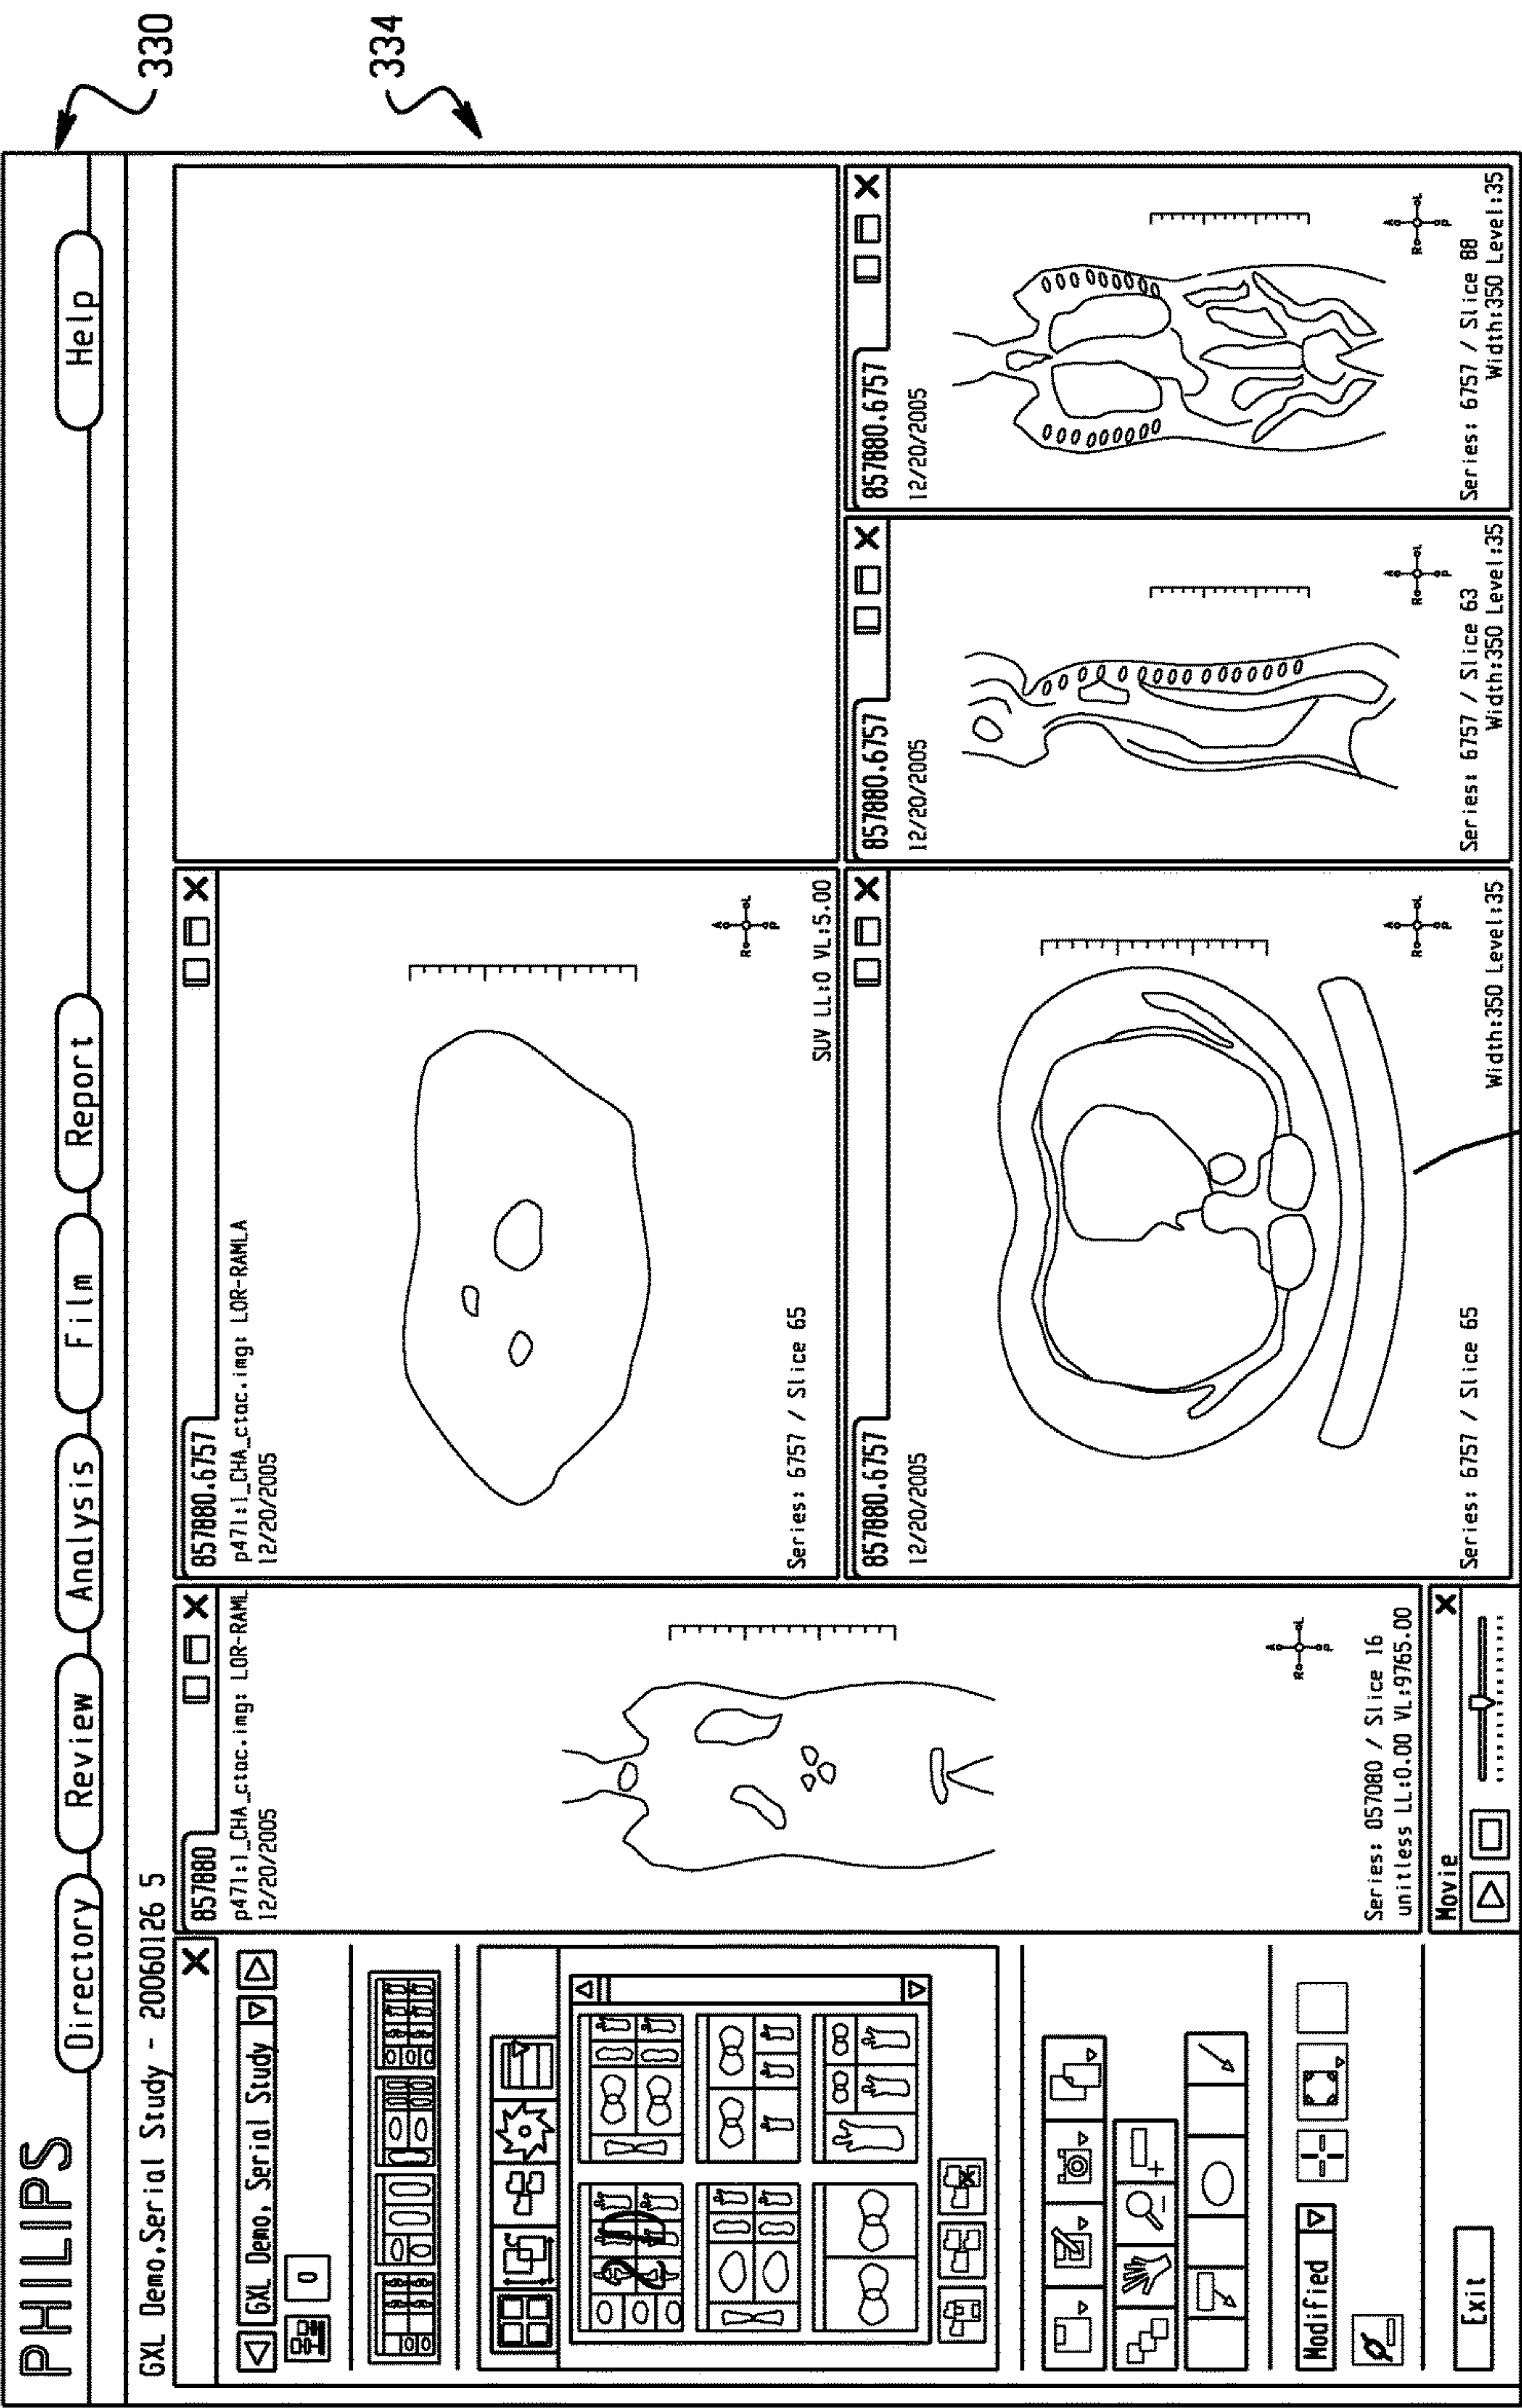 PHILIPS
Directory
Review
Analysis
Film
Report
Help
330
334
GXL Demo,Serial Study - 20060126 5
X
GXL Demo, Serial Study
0
Modified
Exit
857880
X
p471:1_CHA_ctac.img: LOR-RAML
12/20/2005
Series: 057080 / Slice 16
unitless LL:0.00 VL:9765.00
Movie
X
857880.6757
X
p471:1_CHA_ctac.img: LOR-RAMLA
12/20/2005
Series: 6757 / Slice 65
SUV LL:0 VL:5.00
A
R
L
P
857880.6757
X
12/20/2005
Series: 6757 / Slice 65
Width:350 Level:35
857880.6757
X
12/20/2005
Series: 6757 / Slice 63
Width:350 Level:35
857880.6757
X
12/20/2005
Series: 6757 / Slice 88
Width:350 Level:35